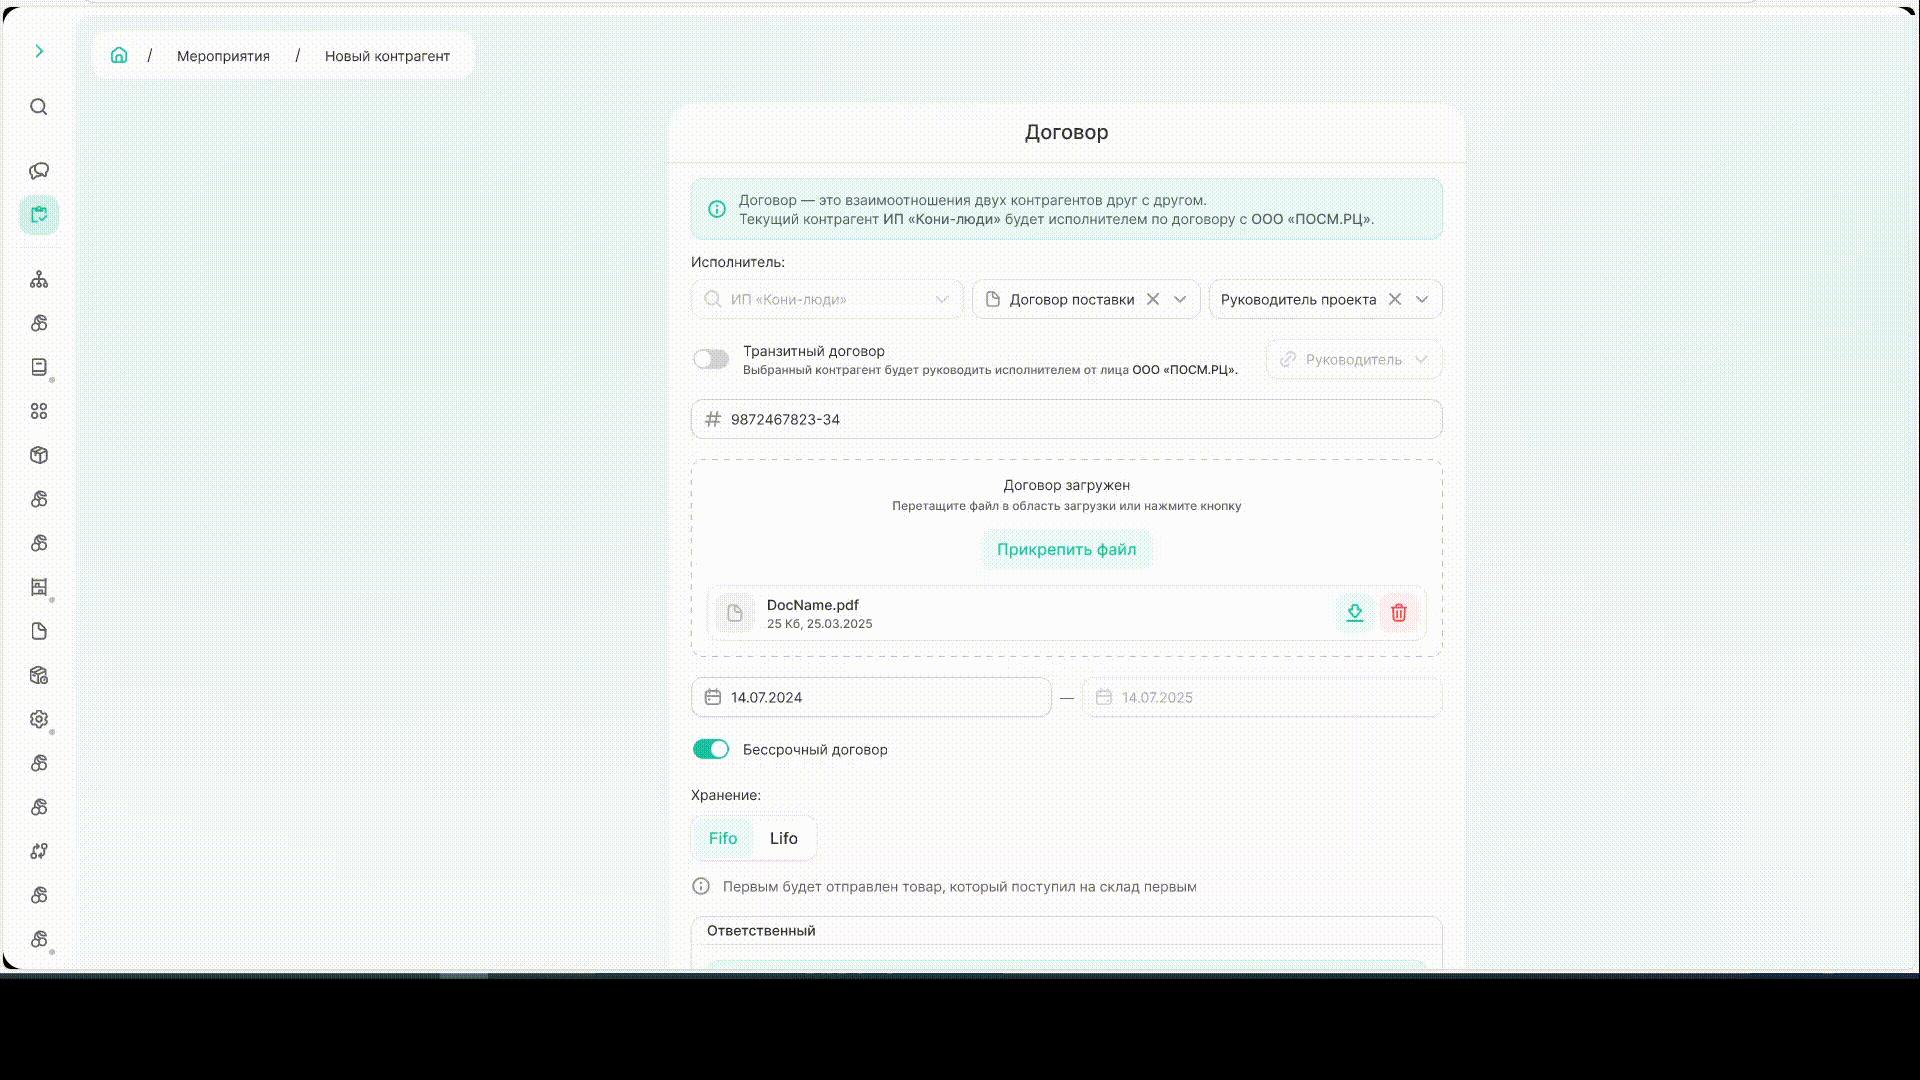 / Мероприятия / Новый контрагент
Договор
Договор — это взаимоотношения двух контрагентов друг с другом.
Текущий контрагент ИП «Кони-люди» будет исполнителем по договору с ООО «ПОСМ.РЦ».
Исполнитель:
ИП «Кони-люди» Договор поставки Руководитель проекта
Транзитный договор
Выбранный контрагент будет руководить исполнителем от лица ООО «ПОСМ.РЦ».
Руководитель
# 9872467823-34
Договор загружен
Перетащите файл в область загрузки или нажмите кнопку
Прикрепить файл
DocName.pdf
25 Кб, 25.03.2025
14.07.2024 — 14.07.2025
Бессрочный договор
Хранение:
Fifo Lifo
Первым будет отправлен товар, который поступил на склад первым
Ответственный